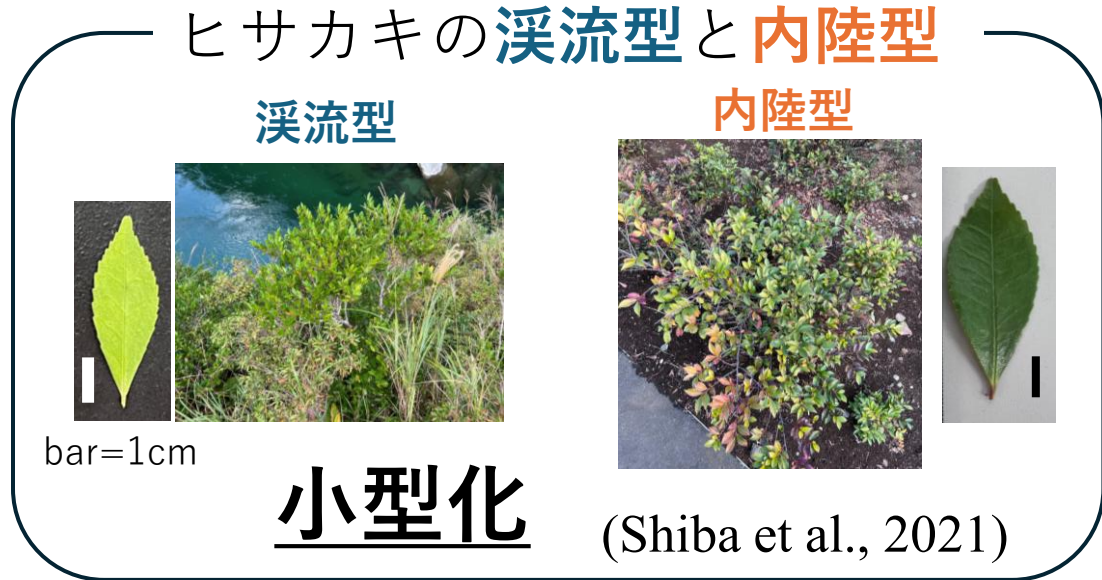 ヒサカキの渓流型と内陸型
渓流型
内陸型
bar=1cm
小型化
(Shiba et al., 2021)